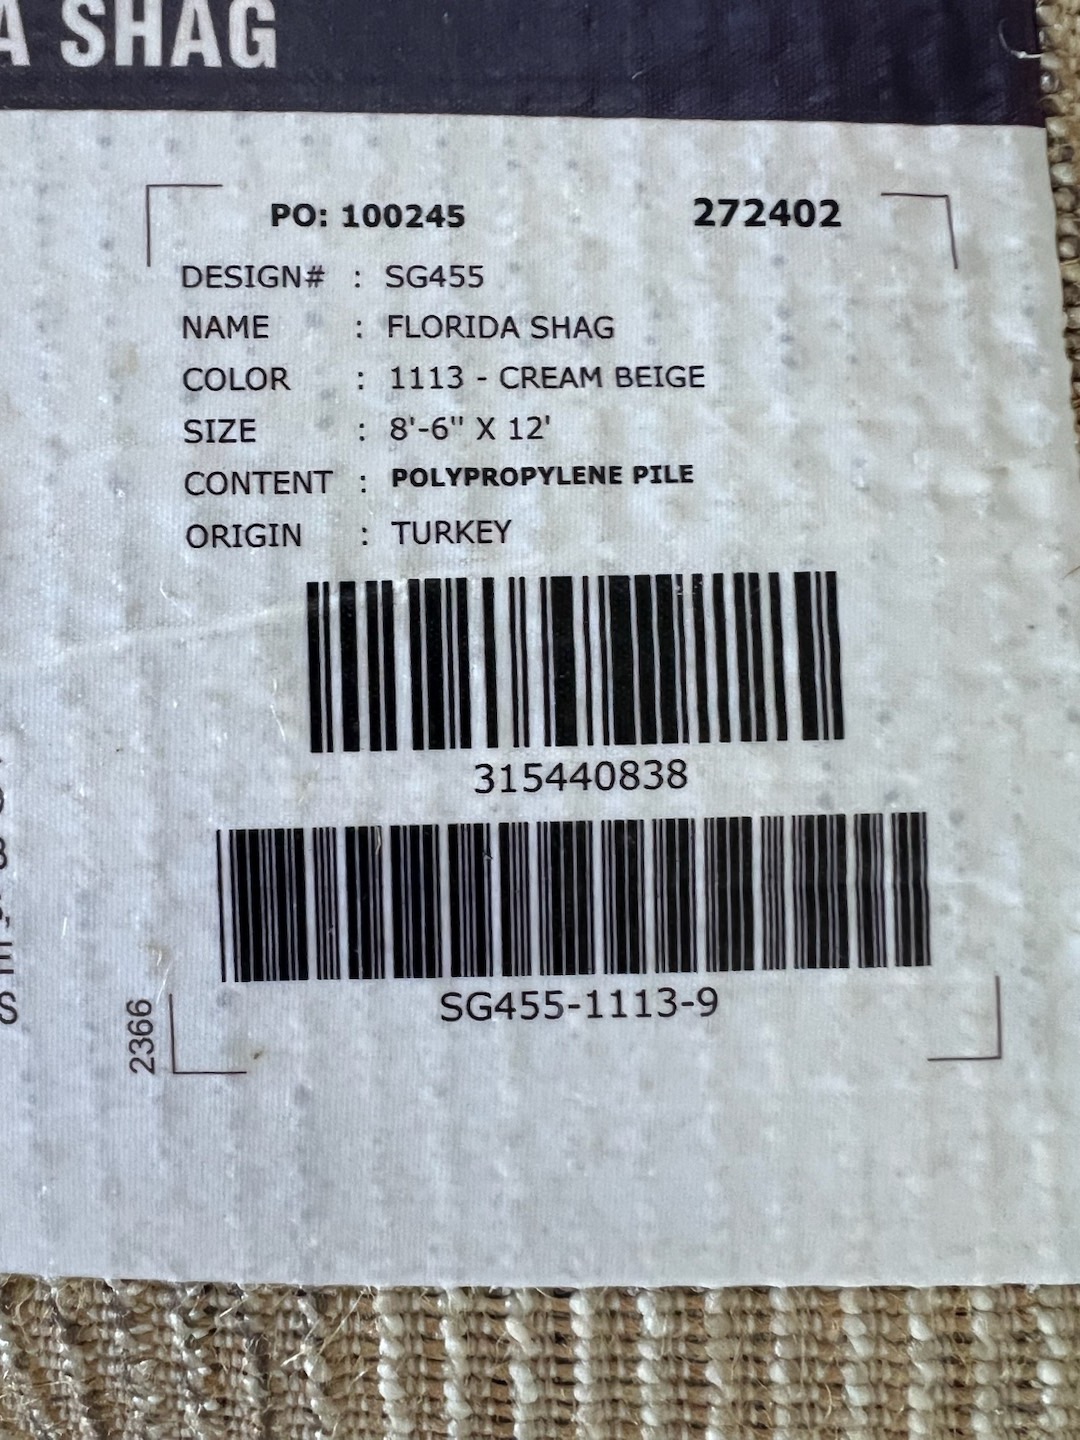 A SHAG
PO: 100245 272402
DESIGN# : SG455
NAME : FLORIDA SHAG
COLOR : 1113 - CREAM BEIGE
SIZE : 8'-6" X 12'
CONTENT : POLYPROPYLENE PILE
ORIGIN : TURKEY
315440838
SG455-1113-9
2366